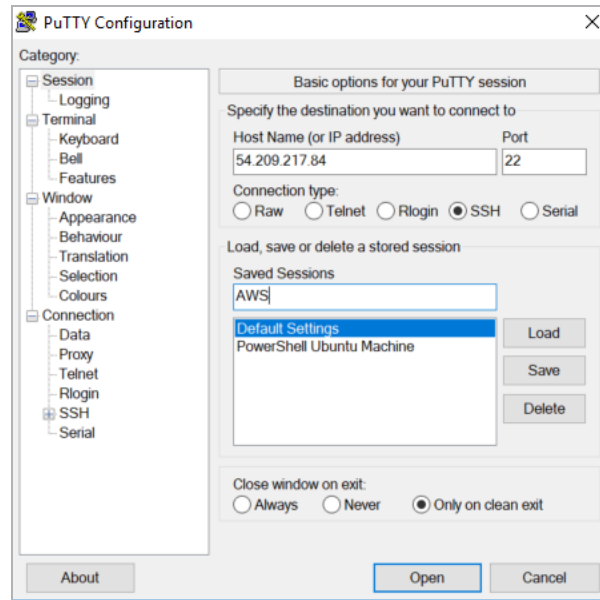 PuTTY Configuration
Category:
Session
Logging
Terminal
Keyboard
Bell
Features
Window
Appearance
Behaviour
Translation
Selection
Colours
Connection
Data
Proxy
Telnet
Rlogin
SSH
Serial
Basic options for your PuTTY session
Specify the destination you want to connect to
Host Name (or IP address) Port
54.209.217.84 22
Connection type:
Raw Telnet Rlogin SSH Serial
Load, save or delete a stored session
Saved Sessions
AWS
Default Settings
PowerShell Ubuntu Machine
Load
Save
Delete
Close window on exit:
Always Never Only on clean exit
About Open Cancel